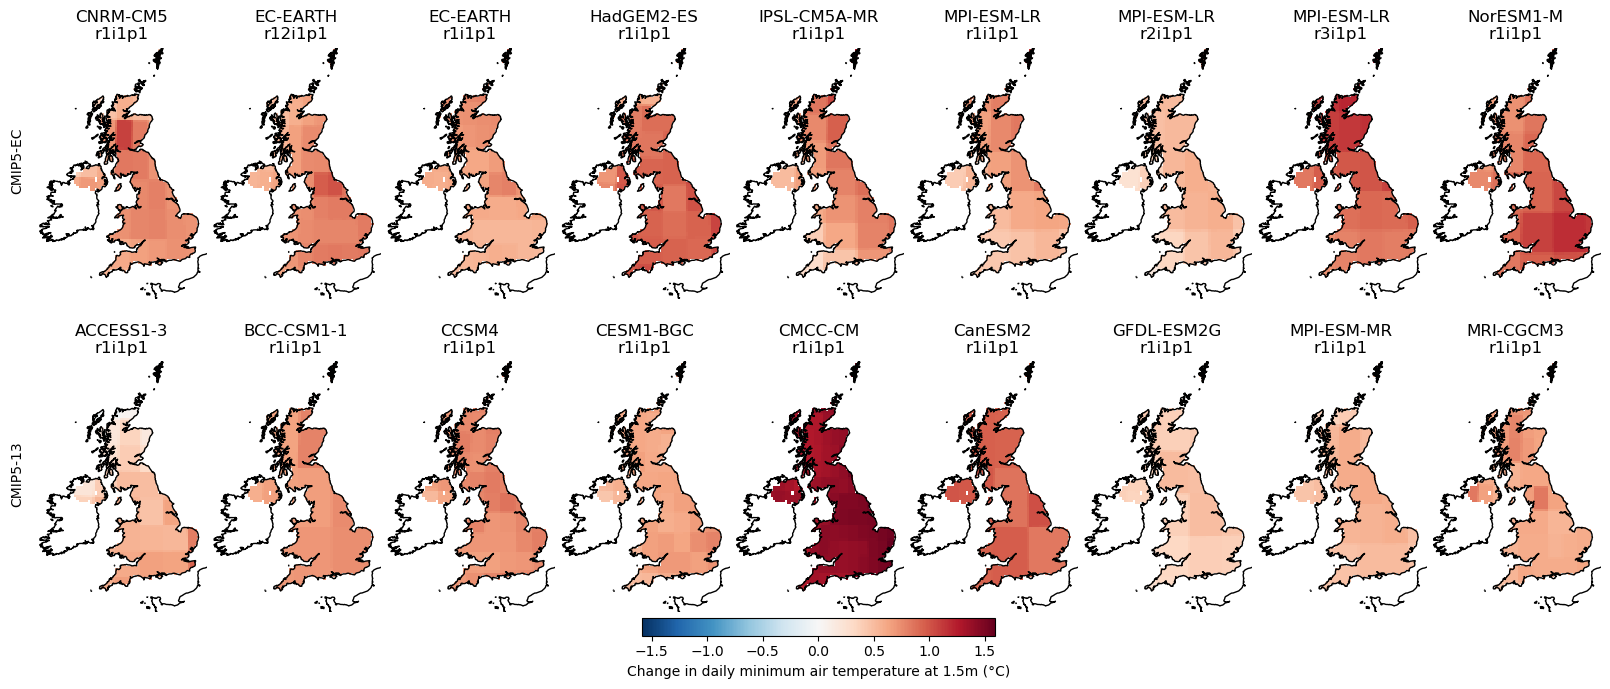 CNRM-CM5
r1i1p1
EC-EARTH
r12i1p1
EC-EARTH
r1i1p1
HadGEM2-ES
r1i1p1
IPSL-CM5A-MR
r1i1p1
MPI-ESM-LR
r1i1p1
MPI-ESM-LR
r2i1p1
MPI-ESM-LR
r3i1p1
NorESM1-M
r1i1p1
CMIP5-EC
ACCESS1-3
r1i1p1
BCC-CSM1-1
r1i1p1
CCSM4
r1i1p1
CESM1-BGC
r1i1p1
CMCC-CM
r1i1p1
CanESM2
r1i1p1
GFDL-ESM2G
r1i1p1
MPI-ESM-MR
r1i1p1
MRI-CGCM3
r1i1p1
CMIP5-13
−1.5 −1.0 −0.5 0.0 0.5 1.0 1.5
Change in daily minimum air temperature at 1.5m (°C)